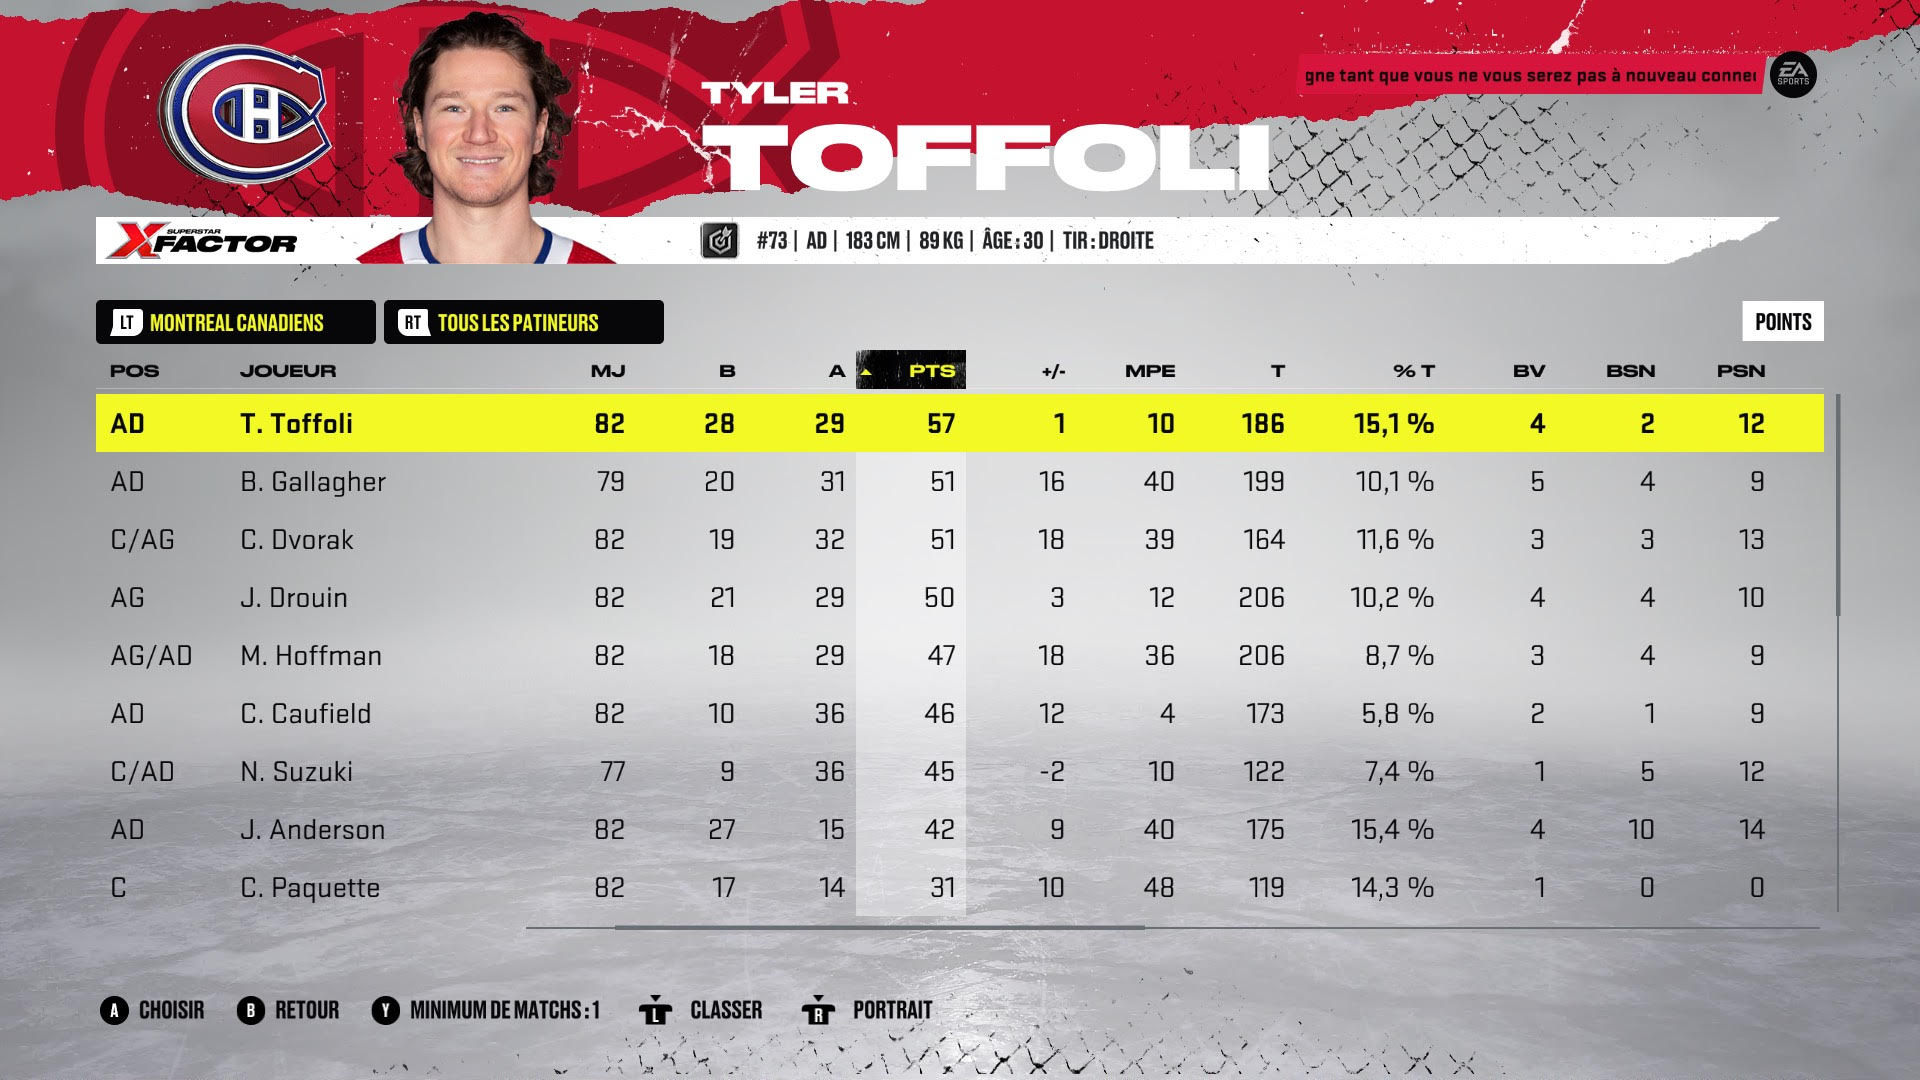 gne tant que vous ne vous serez pas à nouveau conne
EA SPORTS
TYLER
TOFFOLI
SUPERSTAR
X FACTOR
#73 | AD | 183 CM | 89 KG | ÂGE : 30 | TIR : DROITE
LT MONTREAL CANADIENS RT TOUS LES PATINEURS POINTS
POS JOUEUR MJ B A PTS +/- MPE T % T BV BSN PSN
AD T. Toffoli 82 28 29 57 1 10 186 15,1 % 4 2 12
AD B. Gallagher 79 20 31 51 16 40 199 10,1 % 5 4 9
C/AG C. Dvorak 82 19 32 51 18 39 164 11,6 % 3 3 13
AG J. Drouin 82 21 29 50 3 12 206 10,2 % 4 4 10
AG/AD M. Hoffman 82 18 29 47 18 36 206 8,7 % 3 4 9
AD C. Caufield 82 10 36 46 12 4 173 5,8 % 2 1 9
C/AD N. Suzuki 77 9 36 45 -2 10 122 7,4 % 1 5 12
AD J. Anderson 82 27 15 42 9 40 175 15,4 % 4 10 14
C C. Paquette 82 17 14 31 10 48 119 14,3 % 1 0 0
A CHOISIR B RETOUR Y MINIMUM DE MATCHS : 1 L CLASSER R PORTRAIT